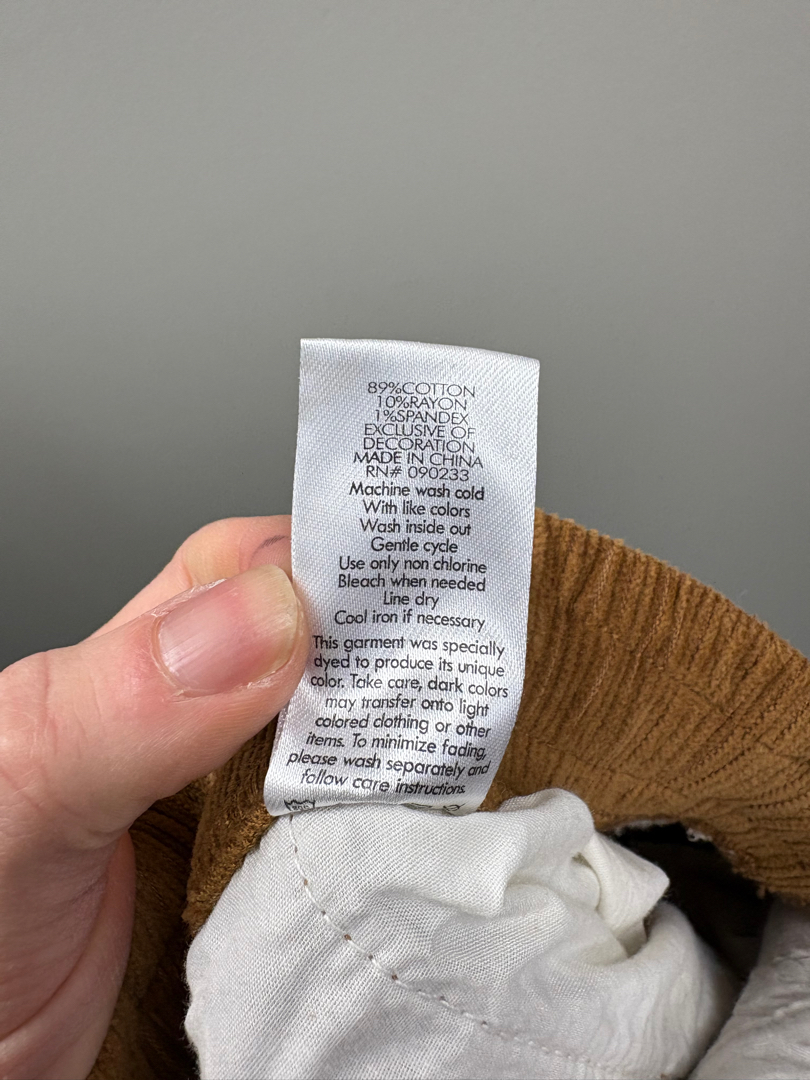 89%COTTON
10%RAYON
1%SPANDEX
EXCLUSIVE OF
DECORATION
MADE IN CHINA
RN# 090233
Machine wash cold
With like colors
Wash inside out
Gentle cycle
Use only non chlorine
Bleach when needed
Line dry
Cool iron if necessary
This garment was specially
dyed to produce its unique
color. Take care, dark colors
may transfer onto light
colored clothing or other
items. To minimize fading,
please wash separately and
follow care instructions.